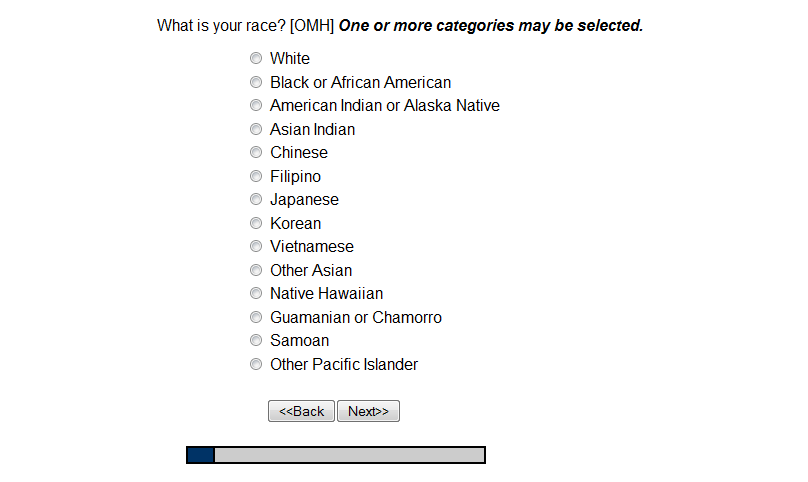 What is your race? [OMH] One or more categories may be selected.
White
Black or African American
American Indian or Alaska Native
Asian Indian
Chinese
Filipino
Japanese
Korean
Vietnamese
Other Asian
Native Hawaiian
Guamanian or Chamorro
Samoan
Other Pacific Islander
<<Back Next>>